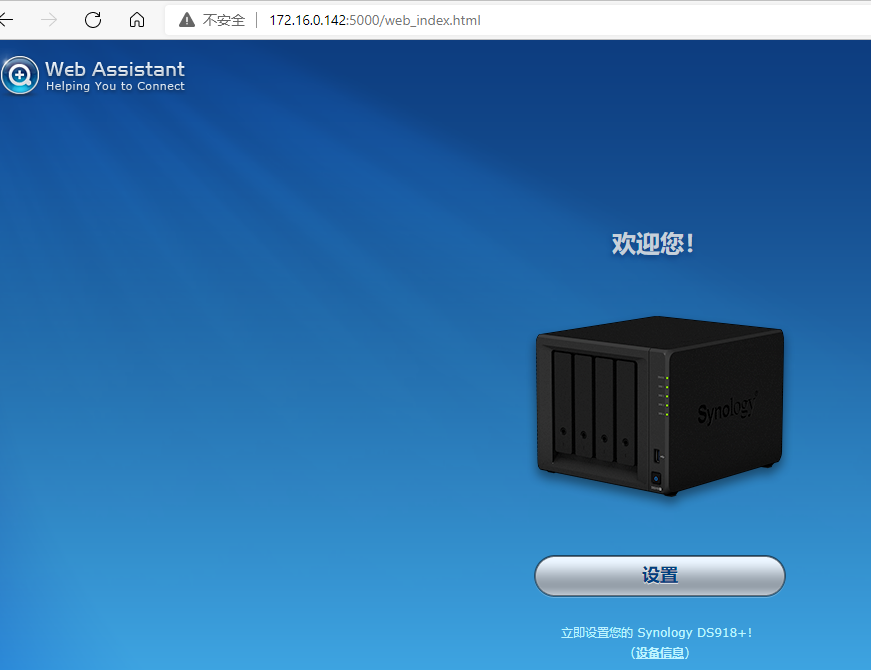 不安全 172.16.0.142:5000/web_index.html
Web Assistant
Helping You to Connect
欢迎您!
Synology
设置
立即设置您的 Synology DS918+!
(设备信息)